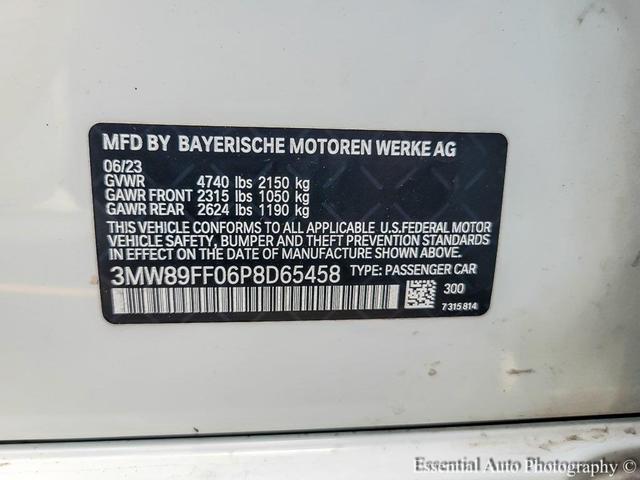 MFD BY BAYERISCHE MOTOREN WERKE AG
06/23
GVWR 4740 lbs 2150 kg
GAWR FRONT 2315 lbs 1050 kg
GAWR REAR 2624 lbs 1190 kg
THIS VEHICLE CONFORMS TO ALL APPLICABLE U.S.FEDERAL MOTOR
VEHICLE SAFETY, BUMPER AND THEFT PREVENTION STANDARDS IN
EFFECT ON THE DATE OF MANUFACTURE SHOWN ABOVE.
3MW89FF06P8D65458 TYPE: PASSENGER CAR
300
7315814
Essential Auto Photography ©